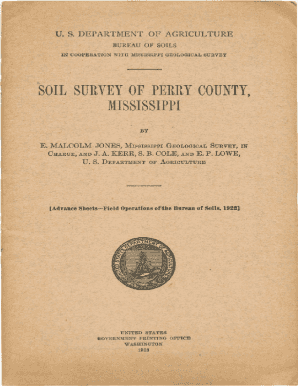 U. S. DEPARTMENT OF AGRICULTURE
BUREAU OF SOILS
IN COOPERATION WITH MISSISSIPPI GEOLOGICAL SURVEY
SOIL SURVEY OF PERRY COUNTY,
MISSISSIPPI
BY
E. MALCOLM JONES, MISSISSIPPI GEOLOGICAL SURVEY, IN
CHARGE, AND J. A. KERR, S. B. COLE, AND E. P. LOWE,
U. S. DEPARTMENT OF AGRICULTURE
[Advance Sheets—Field Operations of the Bureau of Soils, 1922]
UNITED STATES
GOVERNMENT PRINTING OFFICE
WASHINGTON